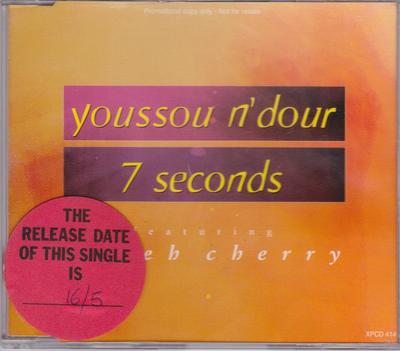 Promotional copy only - Not for resale
youssou n'dour
7 seconds
featuring
eh cherry
THE
RELEASE DATE
OF THIS SINGLE
IS
16/5
XPCD 414